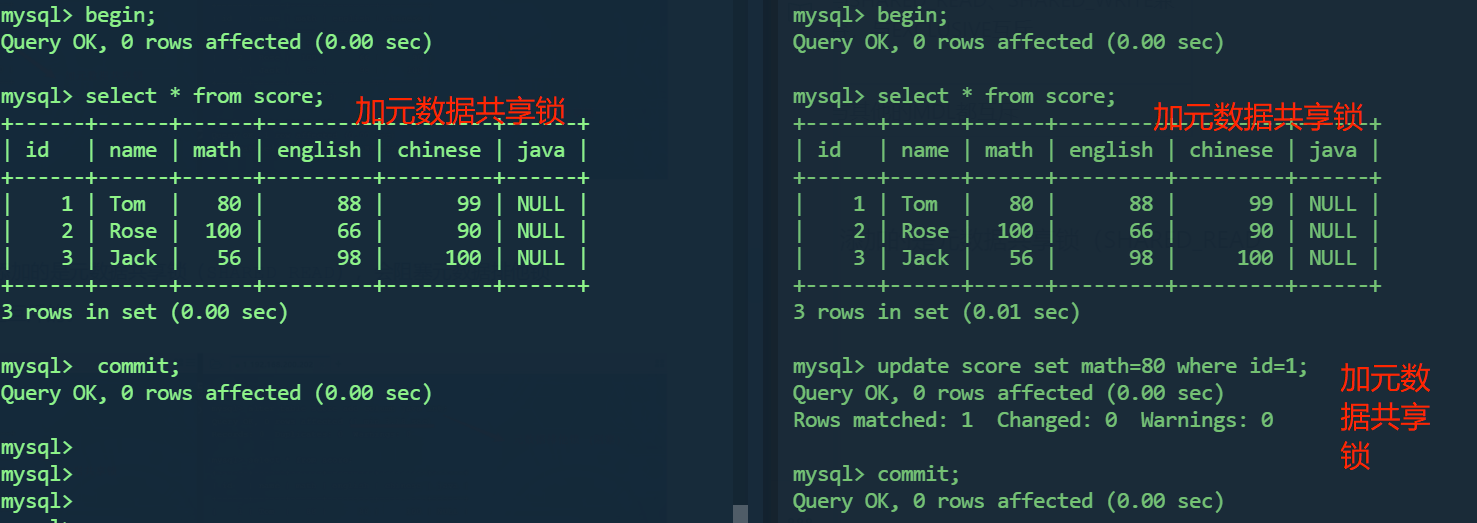 mysql> begin;
Query OK, 0 rows affected (0.00 sec)
mysql> select * from score;
加元数据共享锁
+------+------+------+---------+---------+------+
| id   | name | math | english | chinese | java |
+------+------+------+---------+---------+------+
|    1 | Tom  |   80 |      88 |      99 | NULL |
|    2 | Rose |  100 |      66 |      90 | NULL |
|    3 | Jack |   56 |      98 |     100 | NULL |
+------+------+------+---------+---------+------+
3 rows in set (0.00 sec)
mysql>  commit;
Query OK, 0 rows affected (0.00 sec)
mysql>
mysql>
mysql>
mysql> begin;
Query OK, 0 rows affected (0.00 sec)
mysql> select * from score;
加元数据共享锁
+------+------+------+---------+---------+------+
| id   | name | math | english | chinese | java |
+------+------+------+---------+---------+------+
|    1 | Tom  |   80 |      88 |      99 | NULL |
|    2 | Rose |  100 |      66 |      90 | NULL |
|    3 | Jack |   56 |      98 |     100 | NULL |
+------+------+------+---------+---------+------+
3 rows in set (0.01 sec)
mysql> update score set math=80 where id=1;
Query OK, 0 rows affected (0.00 sec)
Rows matched: 1  Changed: 0  Warnings: 0
加元数
据共享
锁
mysql> commit;
Query OK, 0 rows affected (0.00 sec)